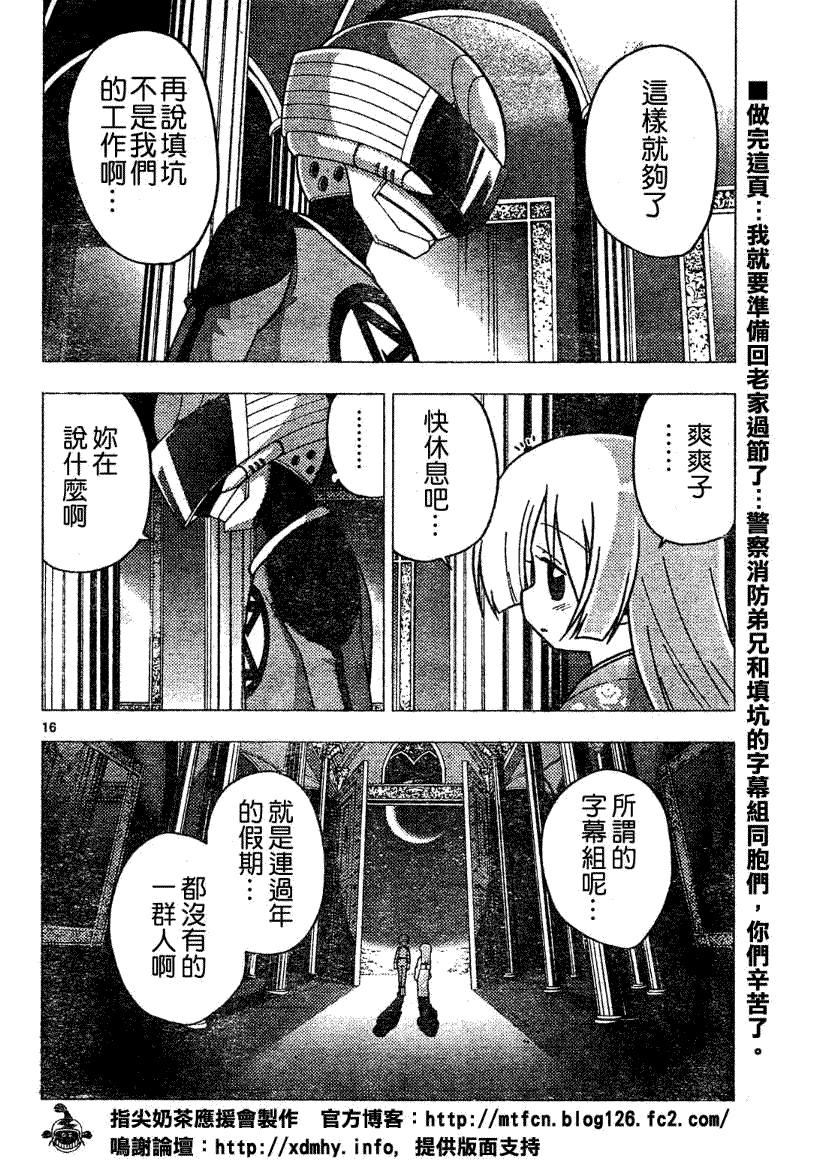 ■做完這頁…我就要準備回老家過節了…警察消防弟兄和填坑的字幕組同胞們，你們辛苦了。
這樣就夠了
再說填坑
不是我們
的工作啊…
爽爽子
快休息吧……
………
妳在
說什麼啊
16
所謂的
字幕組呢…
就是連過年
的假期…
都沒有的
一群人啊
指尖奶茶應援會製作 官方博客：http://mtfcn.blog126.fc2.com/
鳴謝論壇：http://xdmhy.info, 提供版面支持